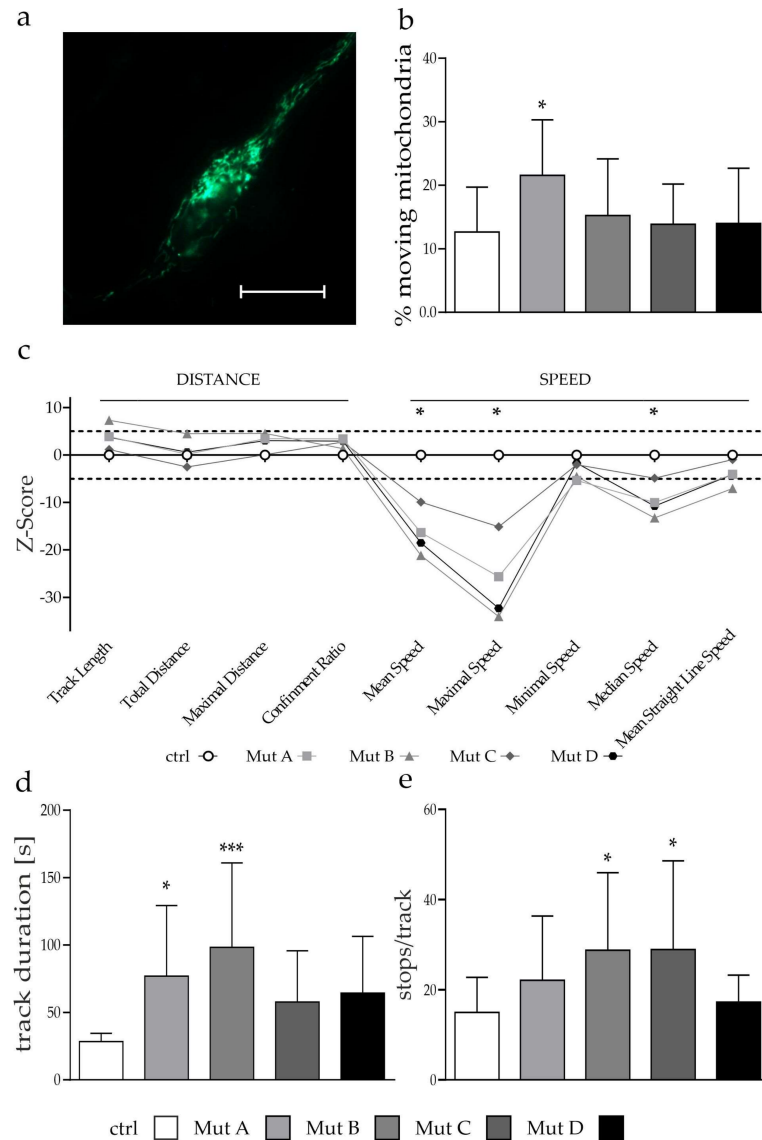 a
b
% moving mitochondria
40
30
20
10
0.0
*
c
DISTANCE SPEED
* * *
Z-Score
10
0
-10
-20
-30
Track Length
Total Distance
Maximal Distance
Confinment Ratio
Mean Speed
Maximal Speed
Minimal Speed
Median Speed
Mean Straight Line Speed
ctrl Mut A Mut B Mut C Mut D
d
track duration [s]
200
150
100
50
0
* ***
e
stops/track
60
40
20
0
* *
ctrl Mut A Mut B Mut C Mut D